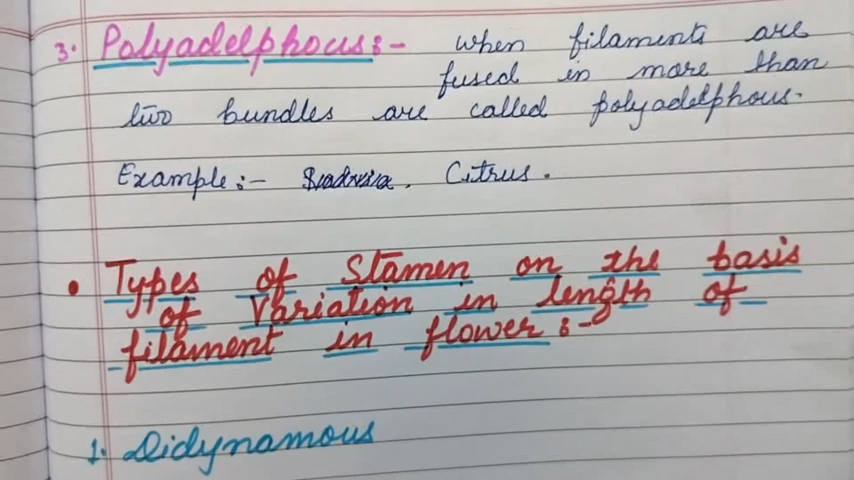 3. Polyadelphous:- when filaments are
fused in more than
two bundles are called polyadelphous.
Example:- , Citrus.
• Types of Stamen on the basis
of Variation in length of
filament in flower:-
1. Didynamous